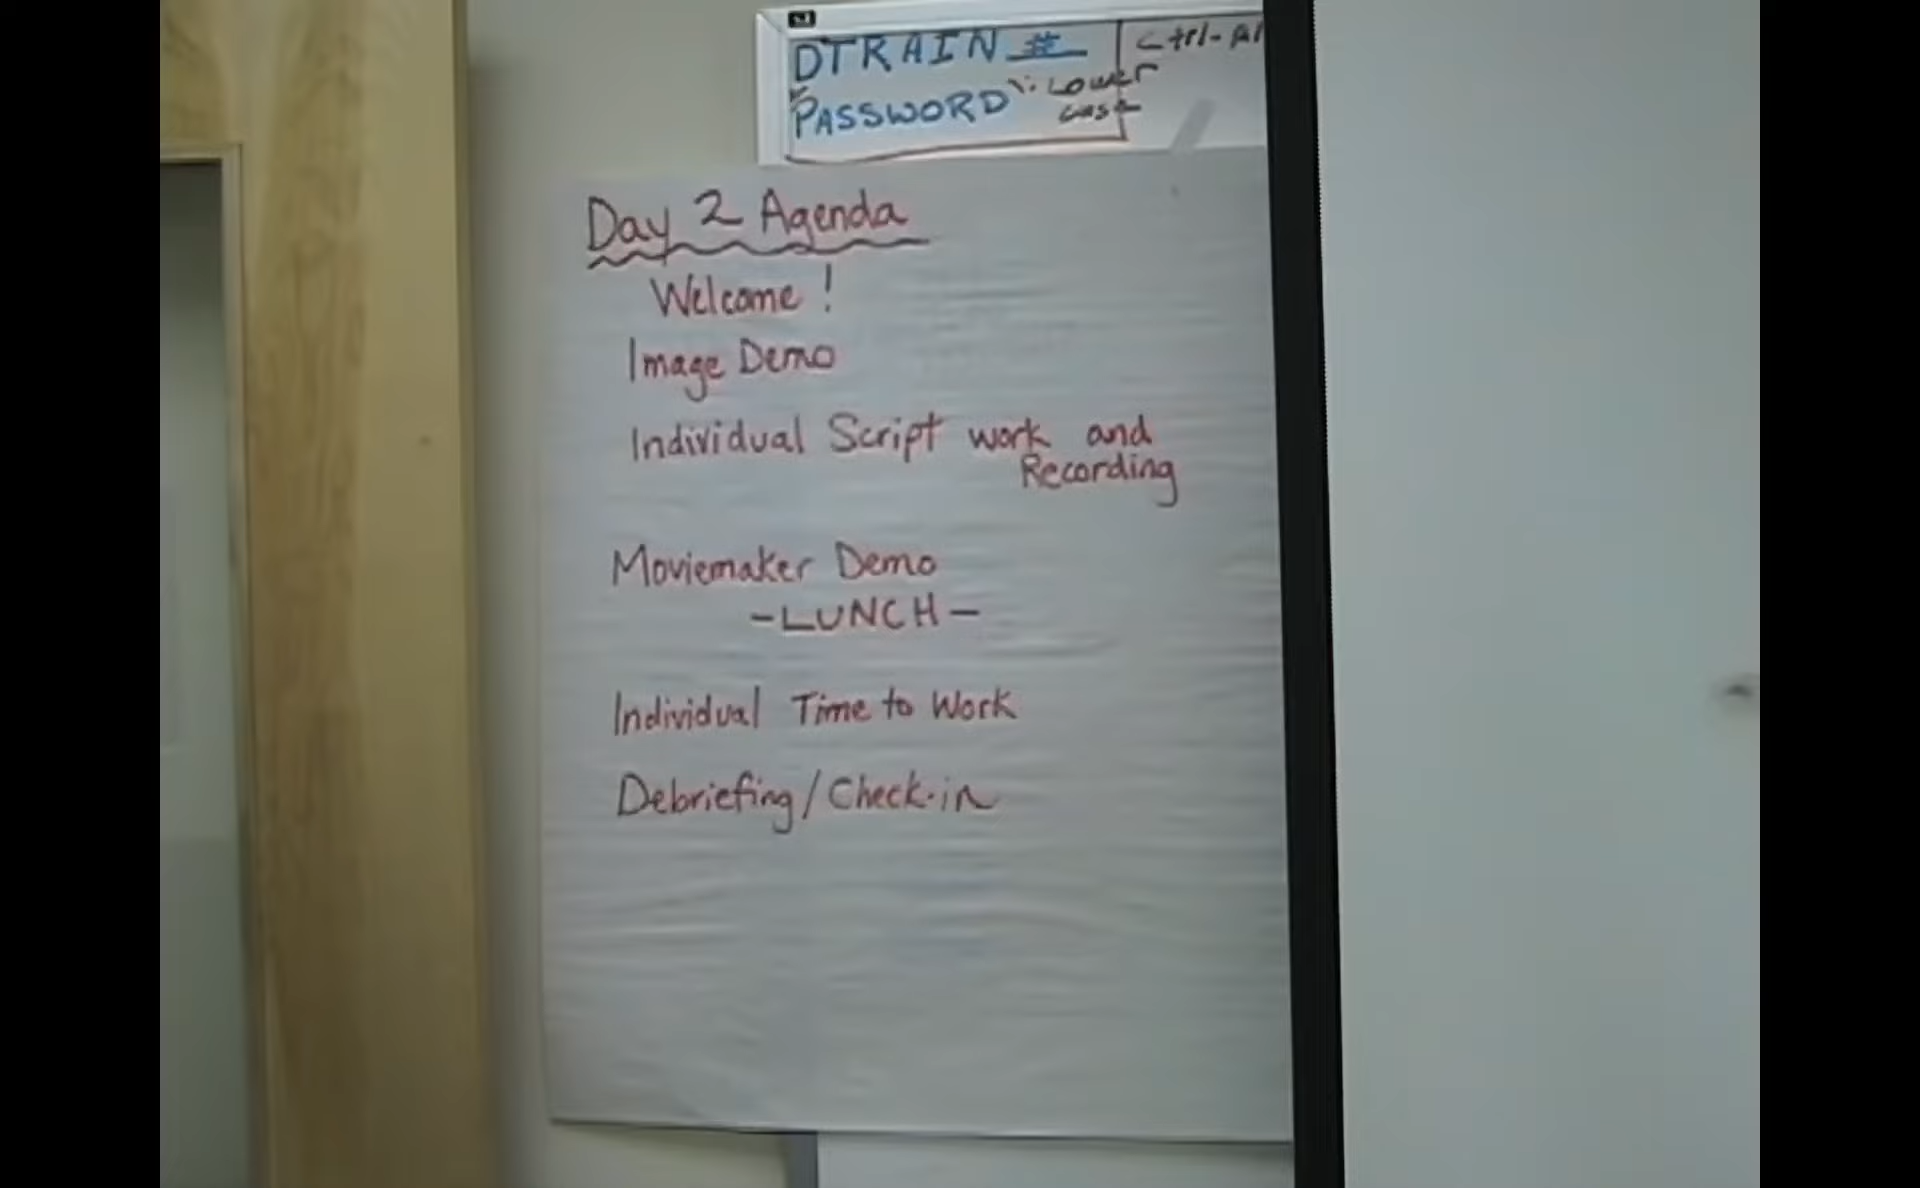 DTRAIN #
Ctrl-Al
PASSWORD : Lower
case
Day 2 Agenda
Welcome !
Image Demo
Individual Script work and
Recording
Moviemaker Demo
- LUNCH -
Individual Time to Work
Debriefing / Check-in